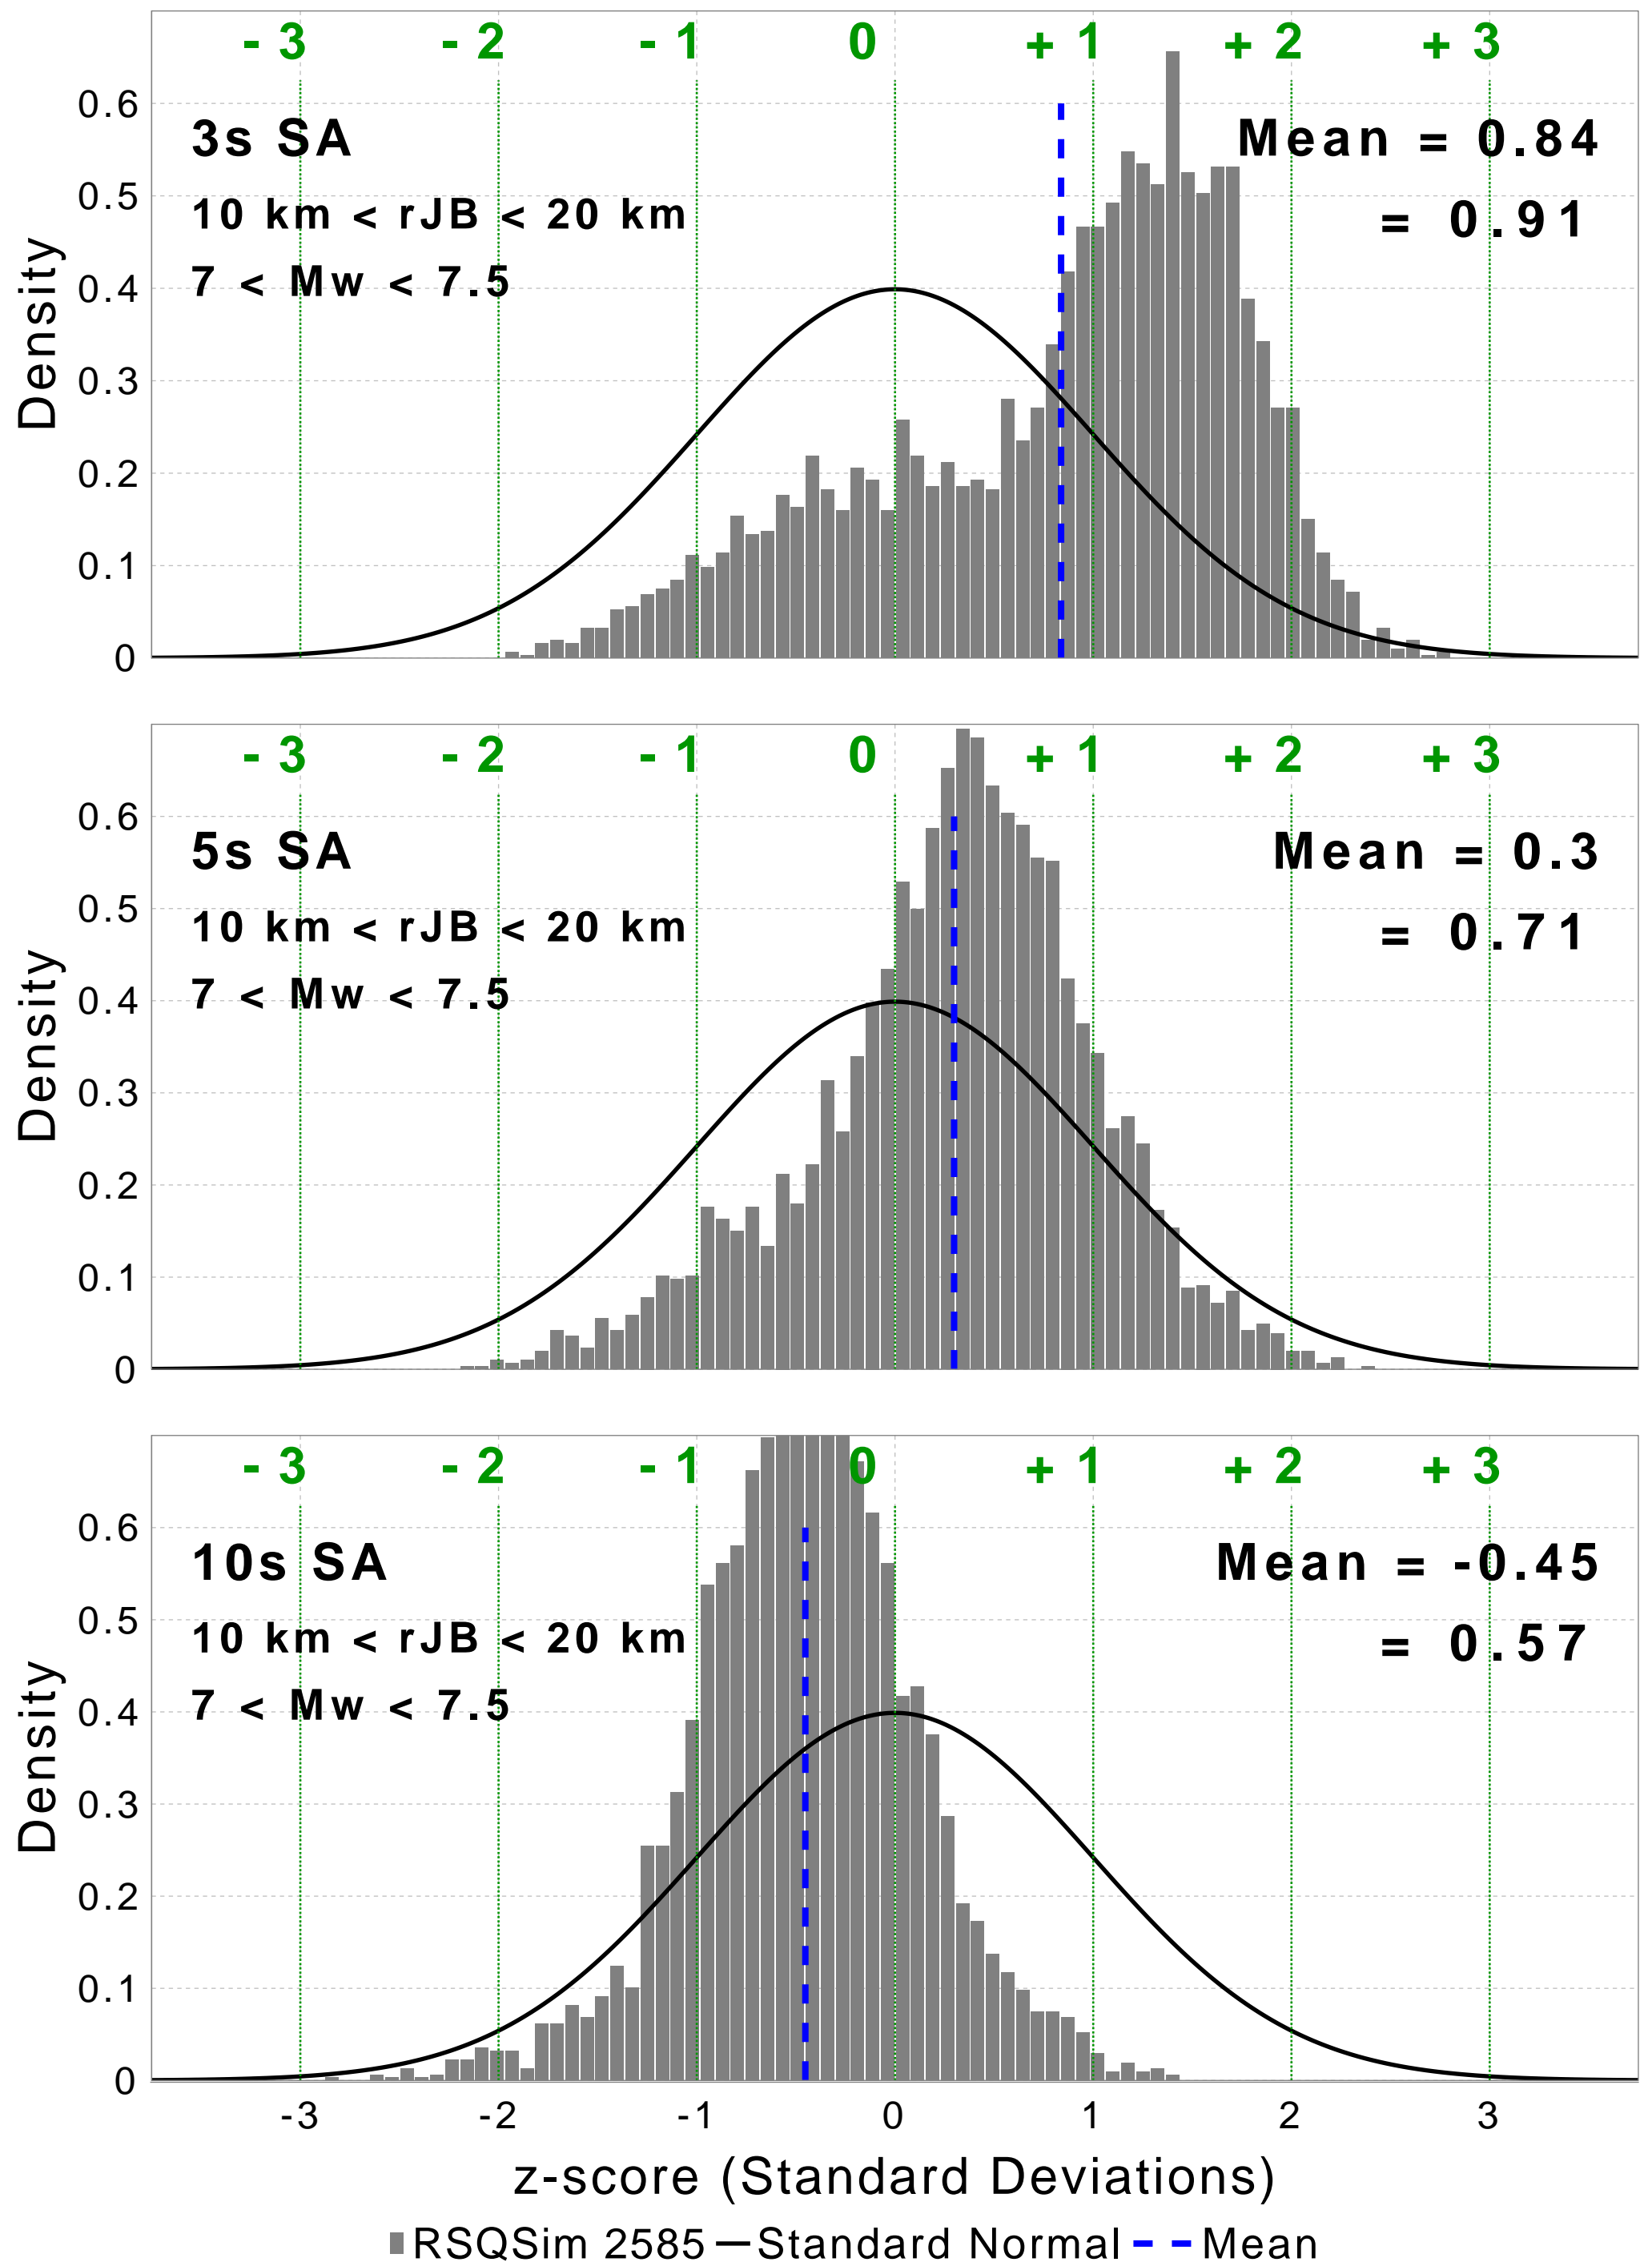 - 3 - 2 - 1 0 + 1 + 2 + 3
3s SA
Mean = 0.84
10 km < rJB < 20 km
= 0.91
7 < Mw < 7.5
0.6
0.5
0.4
0.3
0.2
0.1
0
Density
- 3 - 2 - 1 0 + 1 + 2 + 3
5s SA
Mean = 0.3
10 km < rJB < 20 km
= 0.71
7 < Mw < 7.5
0.6
0.5
0.4
0.3
0.2
0.1
0
Density
- 3 - 2 - 1 0 + 1 + 2 + 3
10s SA
Mean = -0.45
10 km < rJB < 20 km
= 0.57
7 < Mw < 7.5
0.6
0.5
0.4
0.3
0.2
0.1
0
Density
-3 -2 -1 0 1 2 3
z-score (Standard Deviations)
RSQSim 2585 Standard Normal Mean